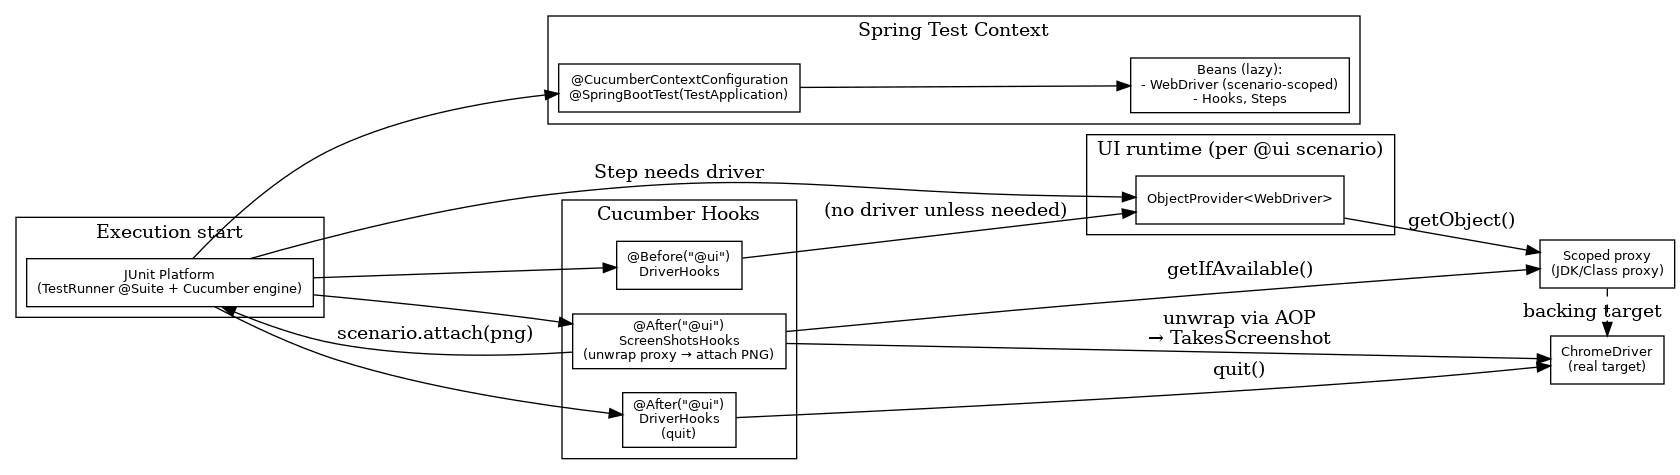 Spring Test Context
@CucumberContextConfiguration
@SpringBootTest(TestApplication)
Beans (lazy):
- WebDriver (scenario-scoped)
- Hooks, Steps
UI runtime (per @ui scenario)
ObjectProvider<WebDriver>
Step needs driver
(no driver unless needed)
Execution start
JUnit Platform
(TestRunner @Suite + Cucumber engine)
Cucumber Hooks
@Before("@ui")
DriverHooks
@After("@ui")
ScreenShotsHooks
(unwrap proxy → attach PNG)
@After("@ui")
DriverHooks
(quit)
scenario.attach(png)
getObject()
getIfAvailable()
unwrap via AOP
→ TakesScreenshot
quit()
Scoped proxy
(JDK/Class proxy)
backing target
ChromeDriver
(real target)